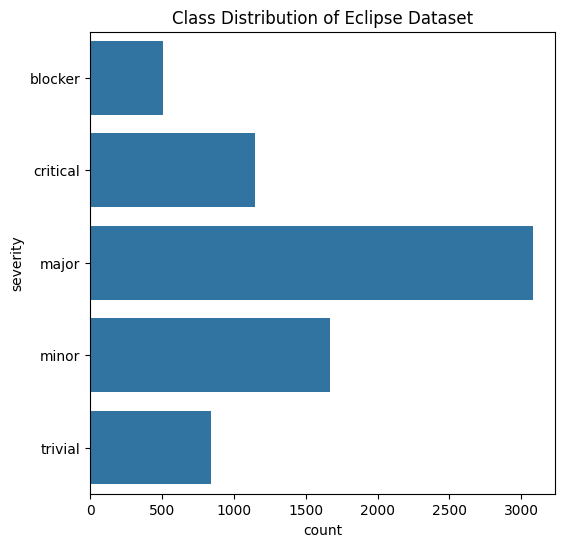 Class Distribution of Eclipse Dataset
severity
blocker
critical
major
minor
trivial
0 500 1000 1500 2000 2500 3000
count